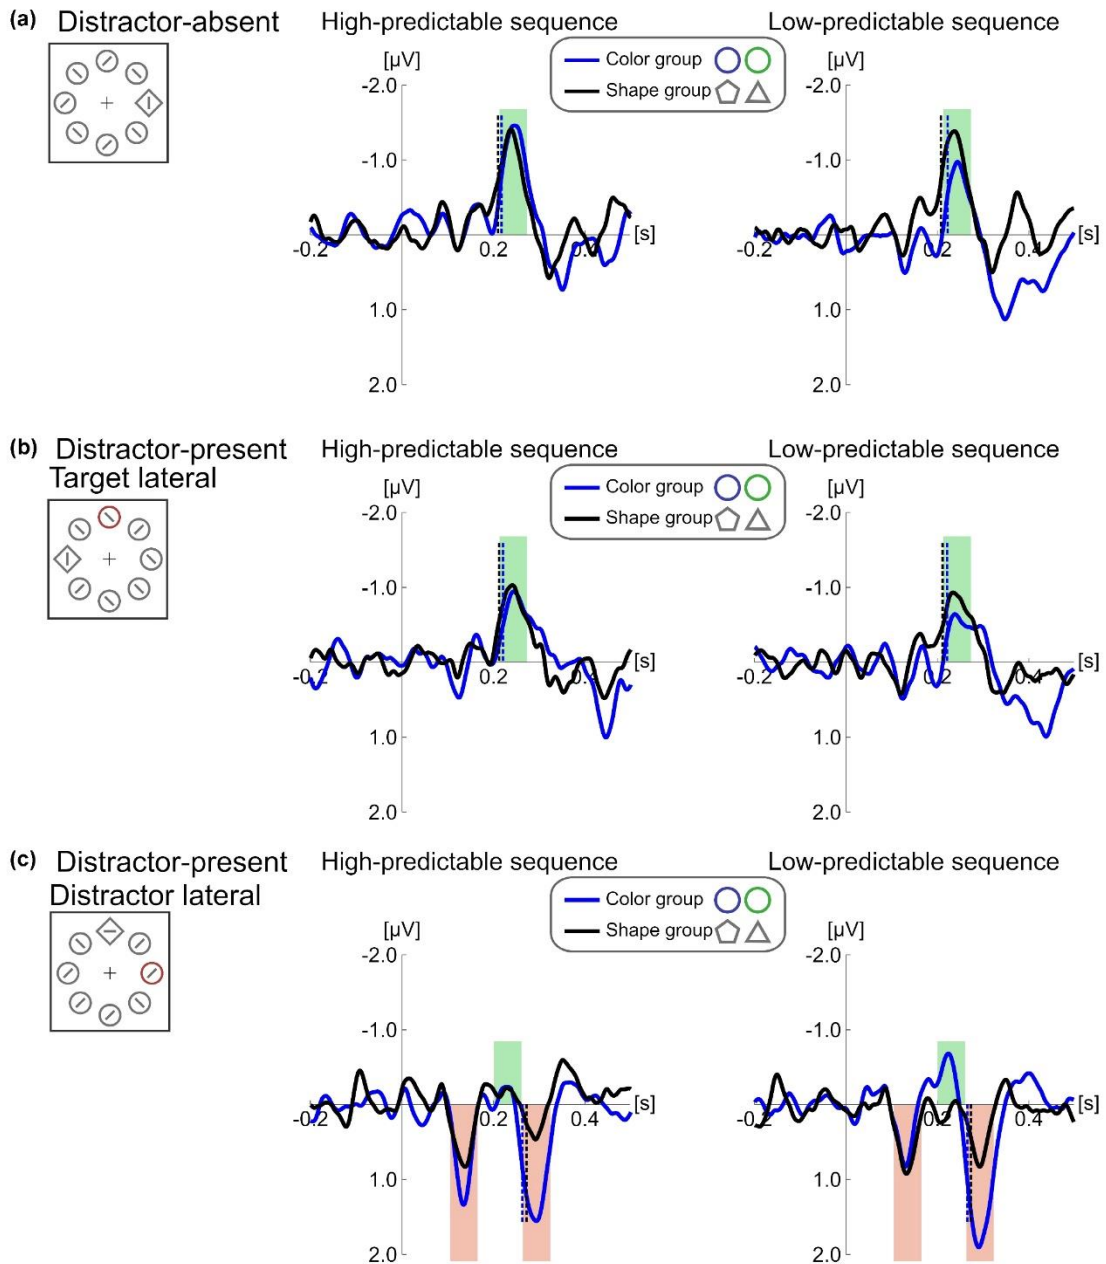 (a) Distractor-absent
High-predictable sequence
Low-predictable sequence
[µV]
[µV]
Color group
Shape group
-2.0
-1.0
-0.2
0.2
0.4
[s]
1.0
2.0
-2.0
-1.0
-0.2
0.2
0.4
[s]
1.0
2.0
(b) Distractor-present
Target lateral
High-predictable sequence
Low-predictable sequence
[µV]
[µV]
Color group
Shape group
-2.0
-1.0
-0.2
0.2
0.4
[s]
1.0
2.0
-2.0
-1.0
-0.2
0.2
0.4
[s]
1.0
2.0
(c) Distractor-present
Distractor lateral
High-predictable sequence
Low-predictable sequence
[µV]
[µV]
Color group
Shape group
-2.0
-1.0
-0.2
0.2
0.4
[s]
1.0
2.0
-2.0
-1.0
-0.2
0.2
0.4
[s]
1.0
2.0